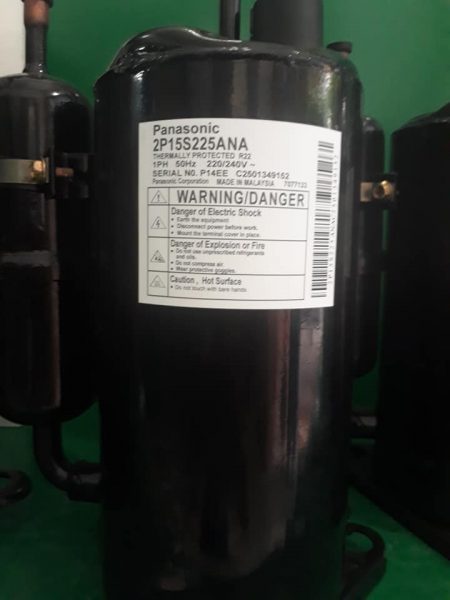 Panasonic
2P15S225ANA
THERMALLY PROTECTED R22
1PH 50Hz 220/240V ~
SERIAL N0. P14EE C2501349152
Panasonic Corporation MADE IN MALAYSIA 7077133
WARNING/DANGER
Danger of Electric Shock
• Earth the equipment
• Disconnect power before work.
• Mount the terminal cover in place.
Danger of Explosion or Fire
• Do not use unprescribed refrigerants
and oils.
• Do not compress air.
• Wear protective goggles.
Caution , Hot Surface
• Do not touch with bare hands